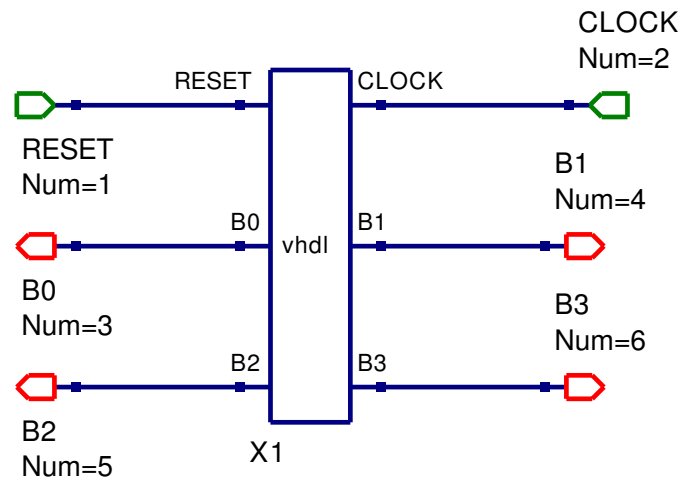 CLOCK
Num=2
RESET
CLOCK
RESET
Num=1
B1
Num=4
B0
vhdl
B1
B0
Num=3
B3
Num=6
B2
B3
B2
Num=5
X1